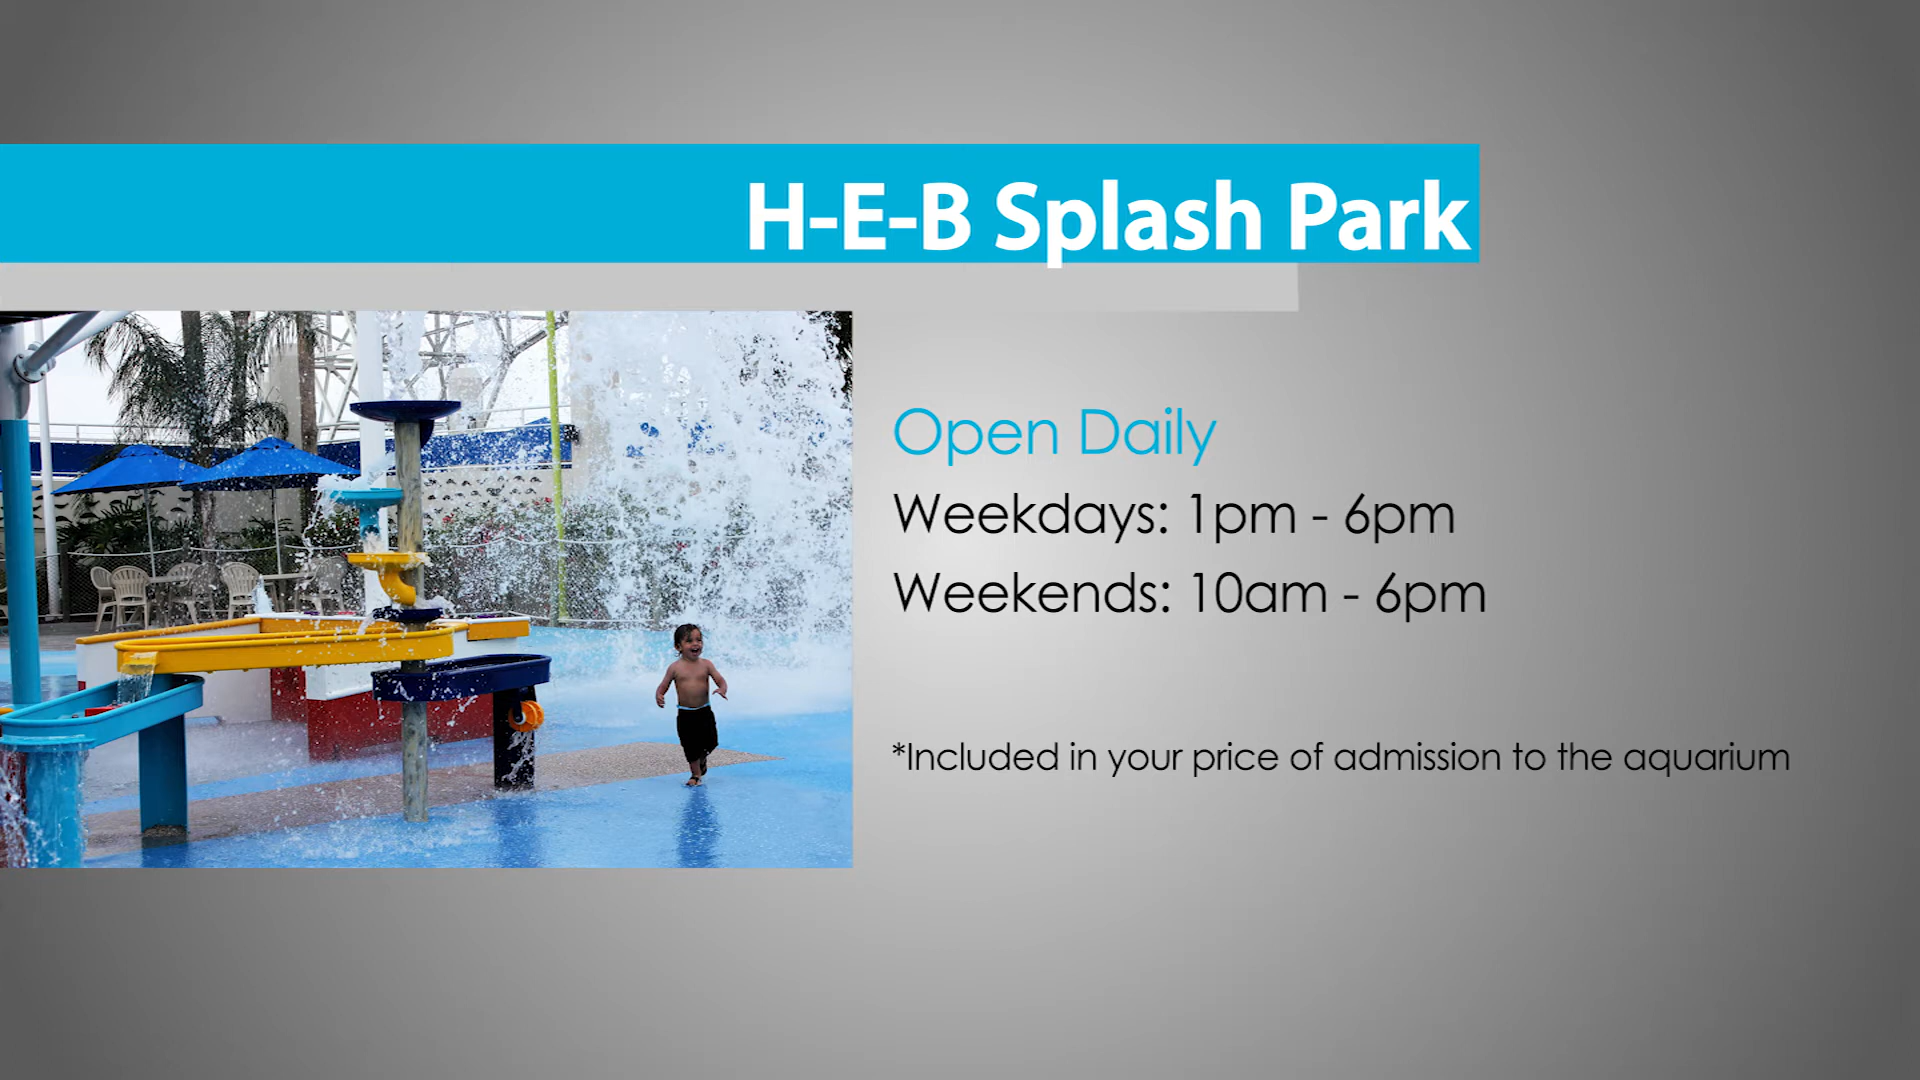 H-E-B Splash Park
Open Daily
Weekdays: 1pm - 6pm
Weekends: 10am - 6pm
*Included in your price of admission to the aquarium